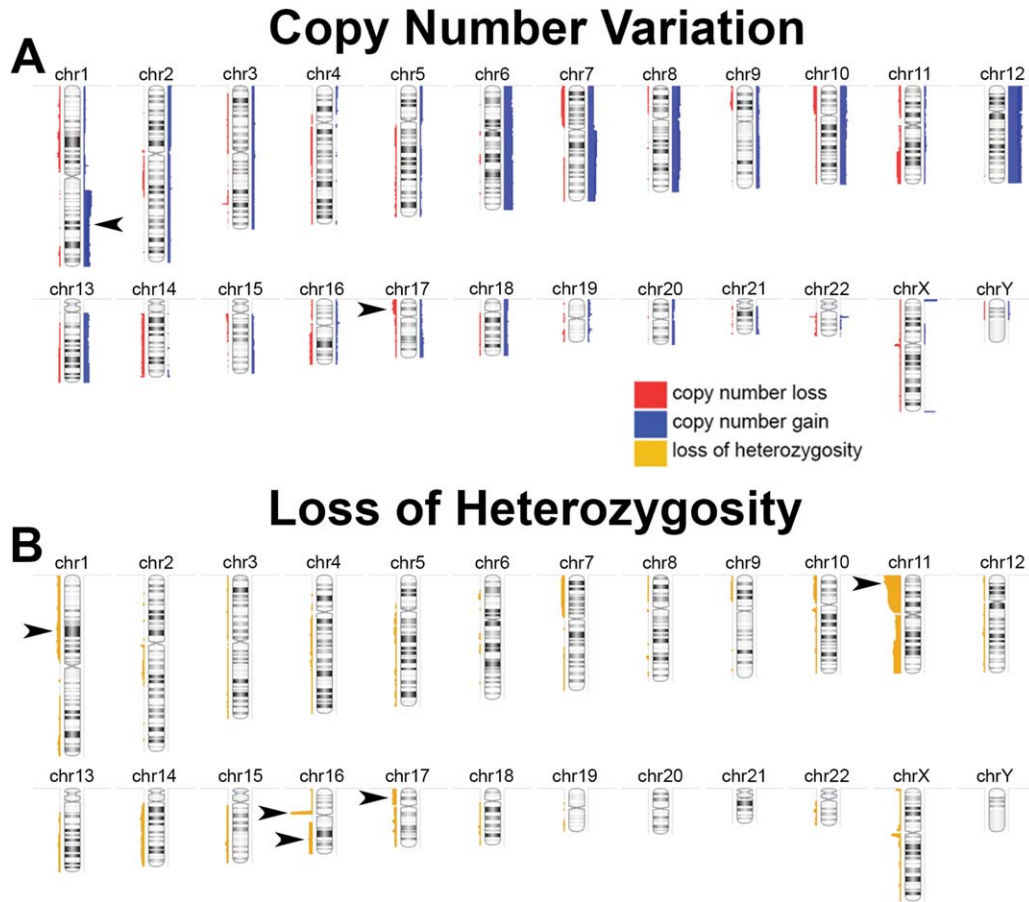 Copy Number Variation
A
chr1 chr2 chr3 chr4 chr5 chr6 chr7 chr8 chr9 chr10 chr11 chr12
chr13 chr14 chr15 chr16 chr17 chr18 chr19 chr20 chr21 chr22 chrX chrY
copy number loss
copy number gain
loss of heterozygosity
Loss of Heterozygosity
B
chr1 chr2 chr3 chr4 chr5 chr6 chr7 chr8 chr9 chr10 chr11 chr12
chr13 chr14 chr15 chr16 chr17 chr18 chr19 chr20 chr21 chr22 chrX chrY